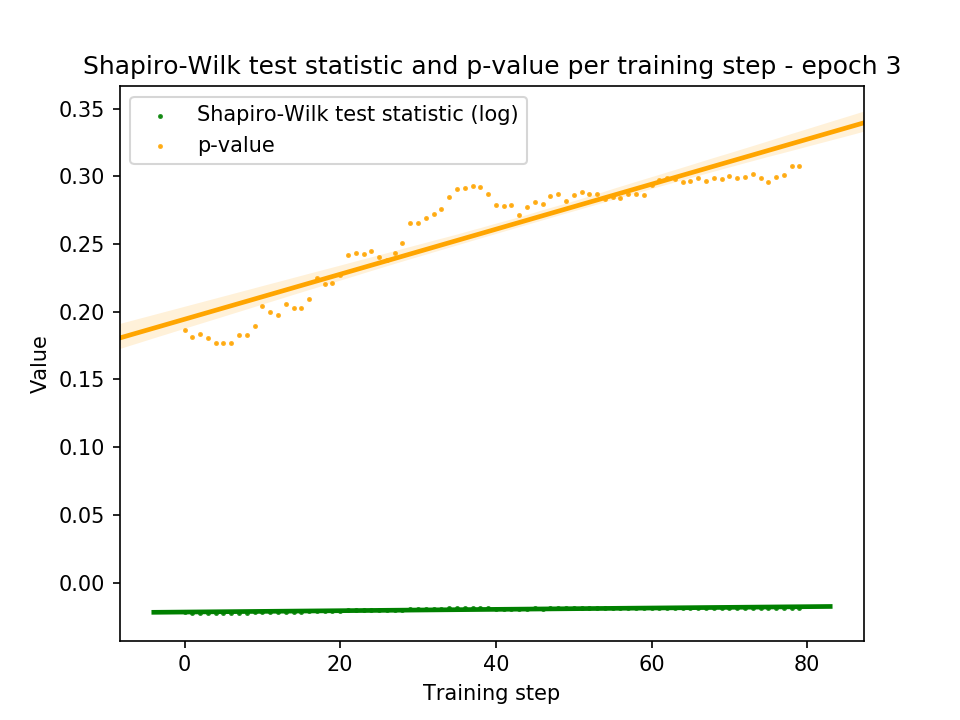 Shapiro-Wilk test statistic and p-value per training step - epoch 3
Shapiro-Wilk test statistic (log)
p-value
0.35
0.30
0.25
0.20
0.15
0.10
0.05
0.00
Value
0 20 40 60 80
Training step